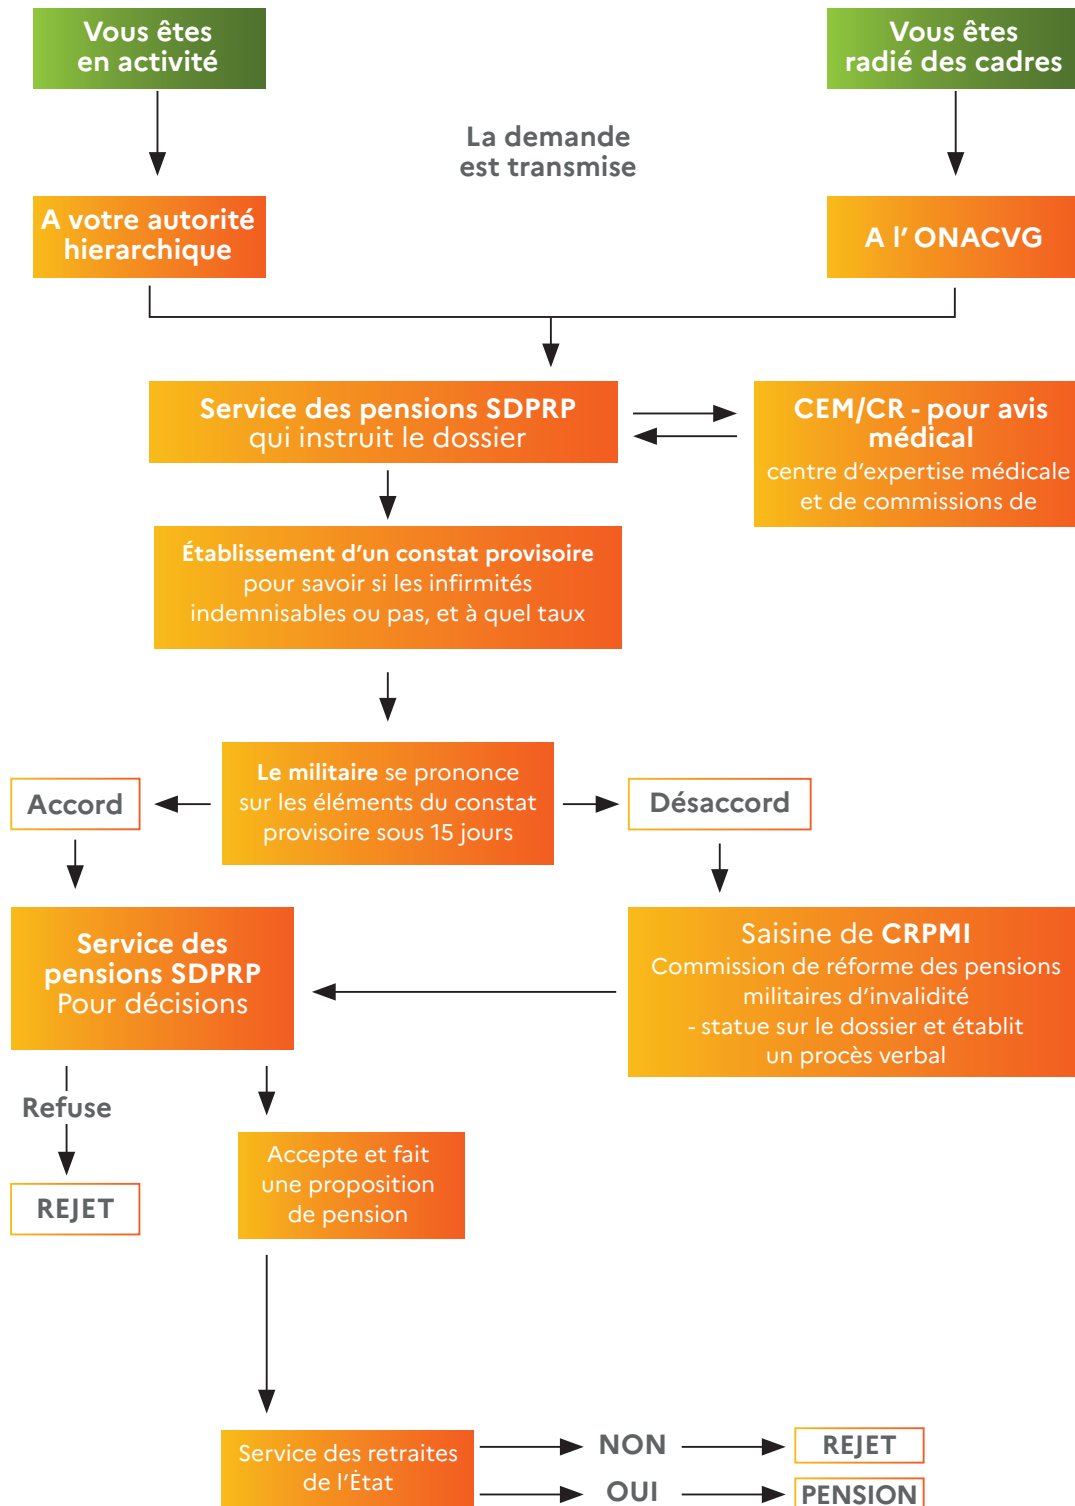 Vous êtes
en activité
Vous êtes
radié des cadres
La demande
est transmise
A votre autorité
hierarchique
A l' ONACVG
Service des pensions SDPRP
qui instruit le dossier
CEM/CR - pour avis
médical
centre d'expertise médicale
et de commissions de
Établissement d'un constat provisoire
pour savoir si les infirmités
indemnisables ou pas, et à quel taux
Le militaire se prononce
sur les éléments du constat
provisoire sous 15 jours
Accord
Désaccord
Service des
pensions SDPRP
Pour décisions
Saisine de CRPMI
Commission de réforme des pensions
militaires d'invalidité
- statue sur le dossier et établit
un procès verbal
Refuse
REJET
Accepte et fait
une proposition
de pension
Service des retraites
de l'État
NON
REJET
OUI
PENSION